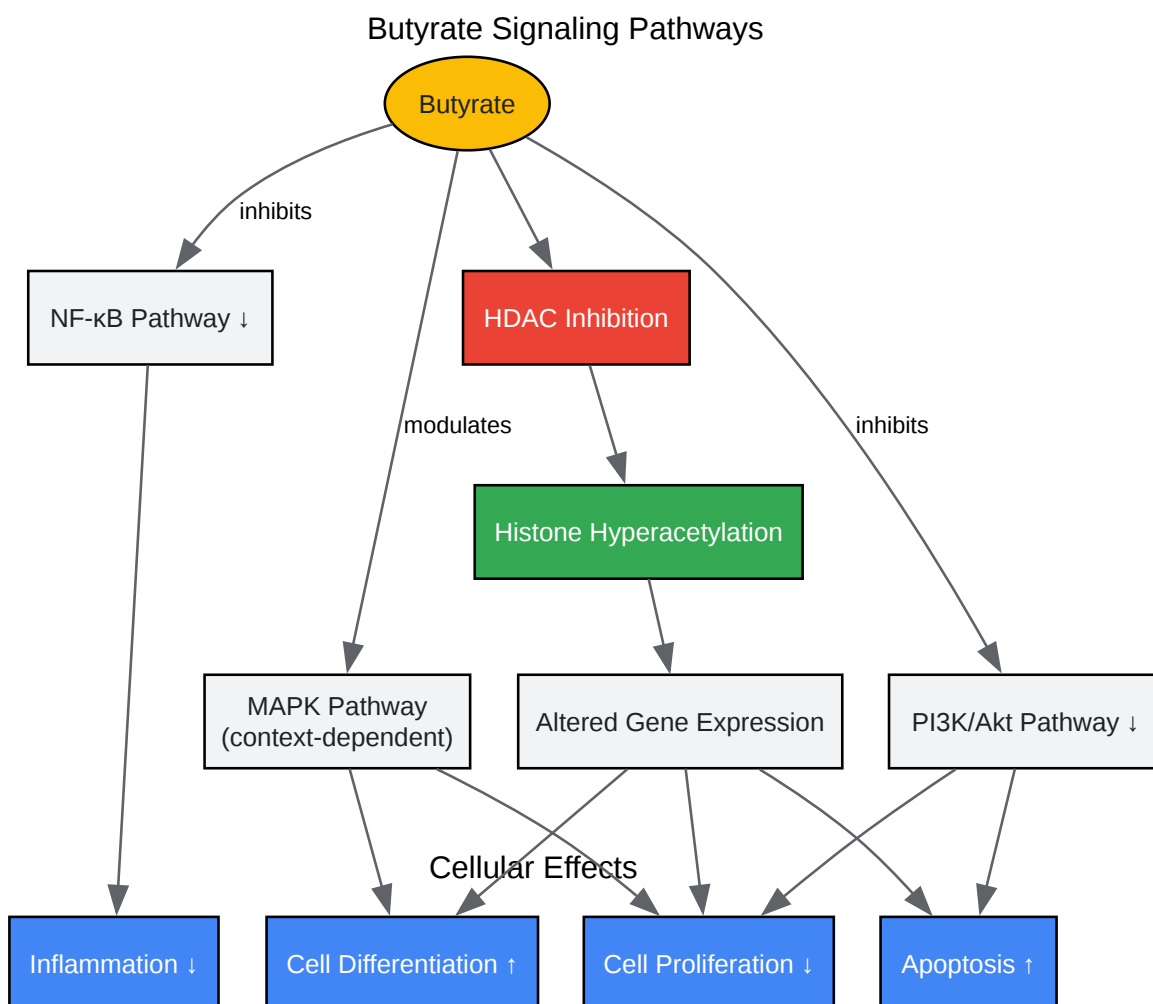 Butyrate Signaling Pathways
Butyrate
inhibits
NF-κB Pathway ↓
HDAC Inhibition
modulates
inhibits
Histone Hyperacetylation
MAPK Pathway
(context-dependent)
Altered Gene Expression
PI3K/Akt Pathway ↓
Cellular Effects
Inflammation ↓
Cell Differentiation ↑
Cell Proliferation ↓
Apoptosis ↑